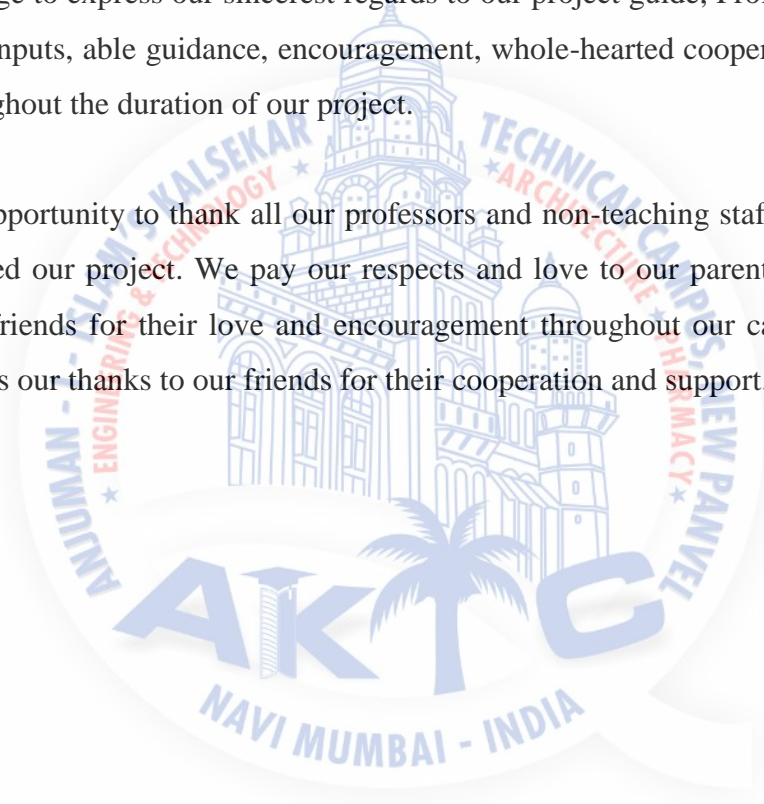 ge to express our sincerest regards to our project guide, Pro
nputs, able guidance, encouragement, whole-hearted cooper
ghout the duration of our project.
pportunity to thank all our professors and non-teaching staf
ed our project. We pay our respects and love to our parent
friends for their love and encouragement throughout our ca
s our thanks to our friends for their cooperation and support.
ANJUMAN - I - ISLAM'S KALSEKAR TECHNICAL CAMPUS, NEW PANVEL
★ ENGINEERING & TECHNOLOGY ★ ★ ARCHITECTURE ★ PHARMACY ★
AKTC
NAVI MUMBAI - INDIA